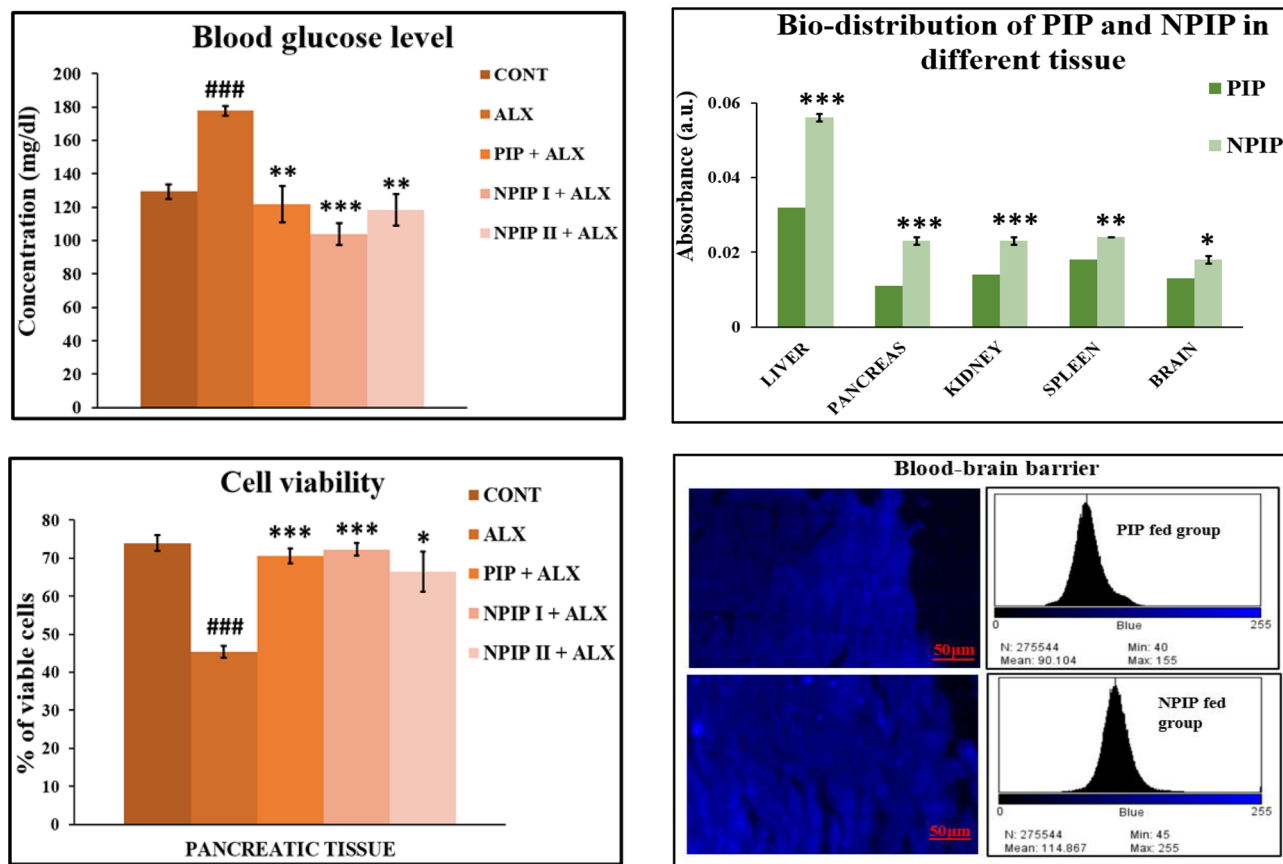 Blood glucose level
Concentration (mg/dl)
200
180
160
140
120
100
80
60
40
20
0
###
**
***
**
CONT
ALX
PIP + ALX
NPIP I + ALX
NPIP II + ALX
Bio-distribution of PIP and NPIP in
different tissue
PIP
NPIP
Absorbance (a.u.)
0.06
0.04
0.02
0
***
***
***
**
*
LIVER
PANCREAS
KIDNEY
SPLEEN
BRAIN
Cell viability
% of viable cells
80
70
60
50
40
30
20
10
0
###
***
***
*
CONT
ALX
PIP + ALX
NPIP I + ALX
NPIP II + ALX
PANCREATIC TISSUE
Blood-brain barrier
50μm
PIP fed group
0 255
Blue
N: 275544 Min: 40
Mean: 90.104 Max: 155
50μm
NPIP fed
group
0 255
Blue
N: 275544 Min: 45
Mean: 114.867 Max: 255